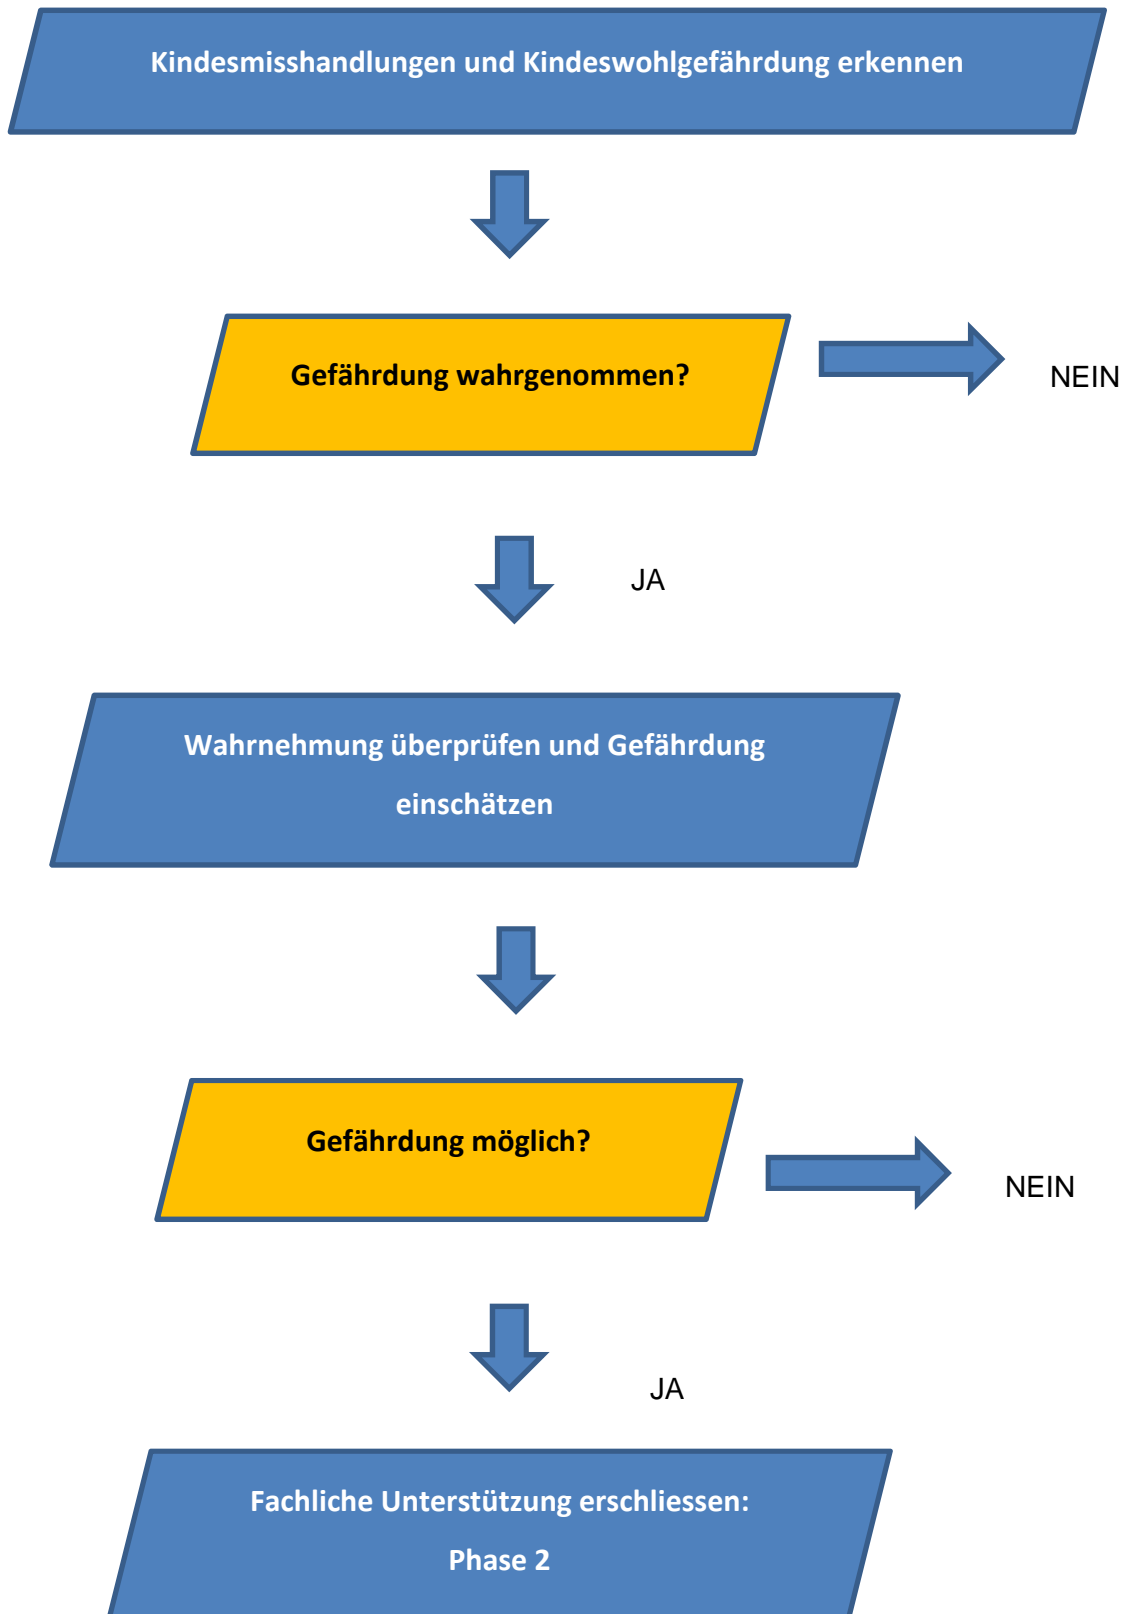 Kindesmisshandlungen und Kindeswohlgefährdung erkennen
Gefährdung wahrgenommen?
NEIN
JA
Wahrnehmung überprüfen und Gefährdung
einschätzen
Gefährdung möglich?
NEIN
JA
Fachliche Unterstützung erschliessen:
Phase 2